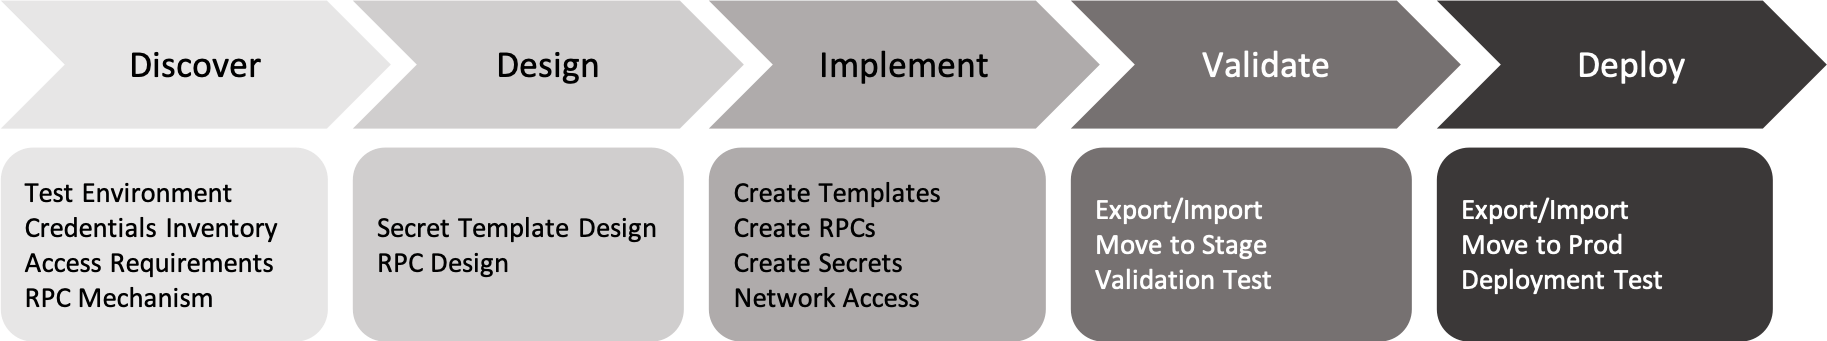 Discover
Design
Implement
Validate
Deploy
Test Environment
Credentials Inventory
Access Requirements
RPC Mechanism
Secret Template Design
RPC Design
Create Templates
Create RPCs
Create Secrets
Network Access
Export/Import
Move to Stage
Validation Test
Export/Import
Move to Prod
Deployment Test